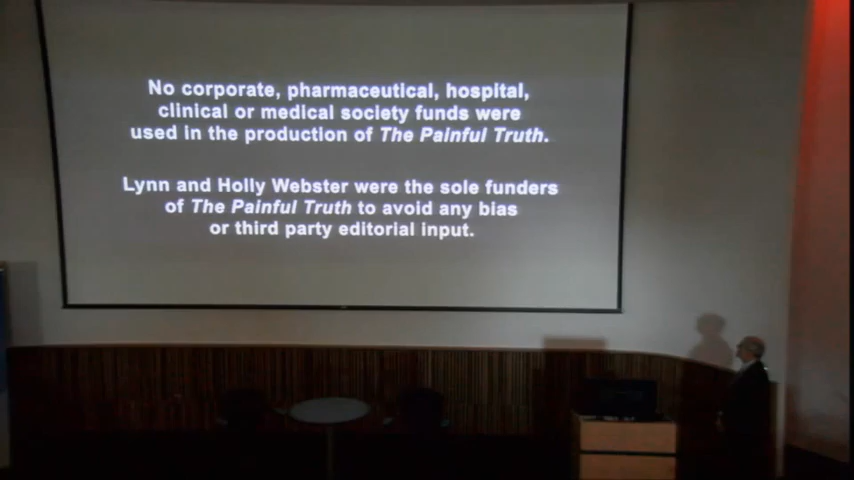 No corporate, pharmaceutical, hospital,
clinical or medical society funds were
used in the production of The Painful Truth.
Lynn and Holly Webster were the sole funders
of The Painful Truth to avoid any bias
or third party editorial input.